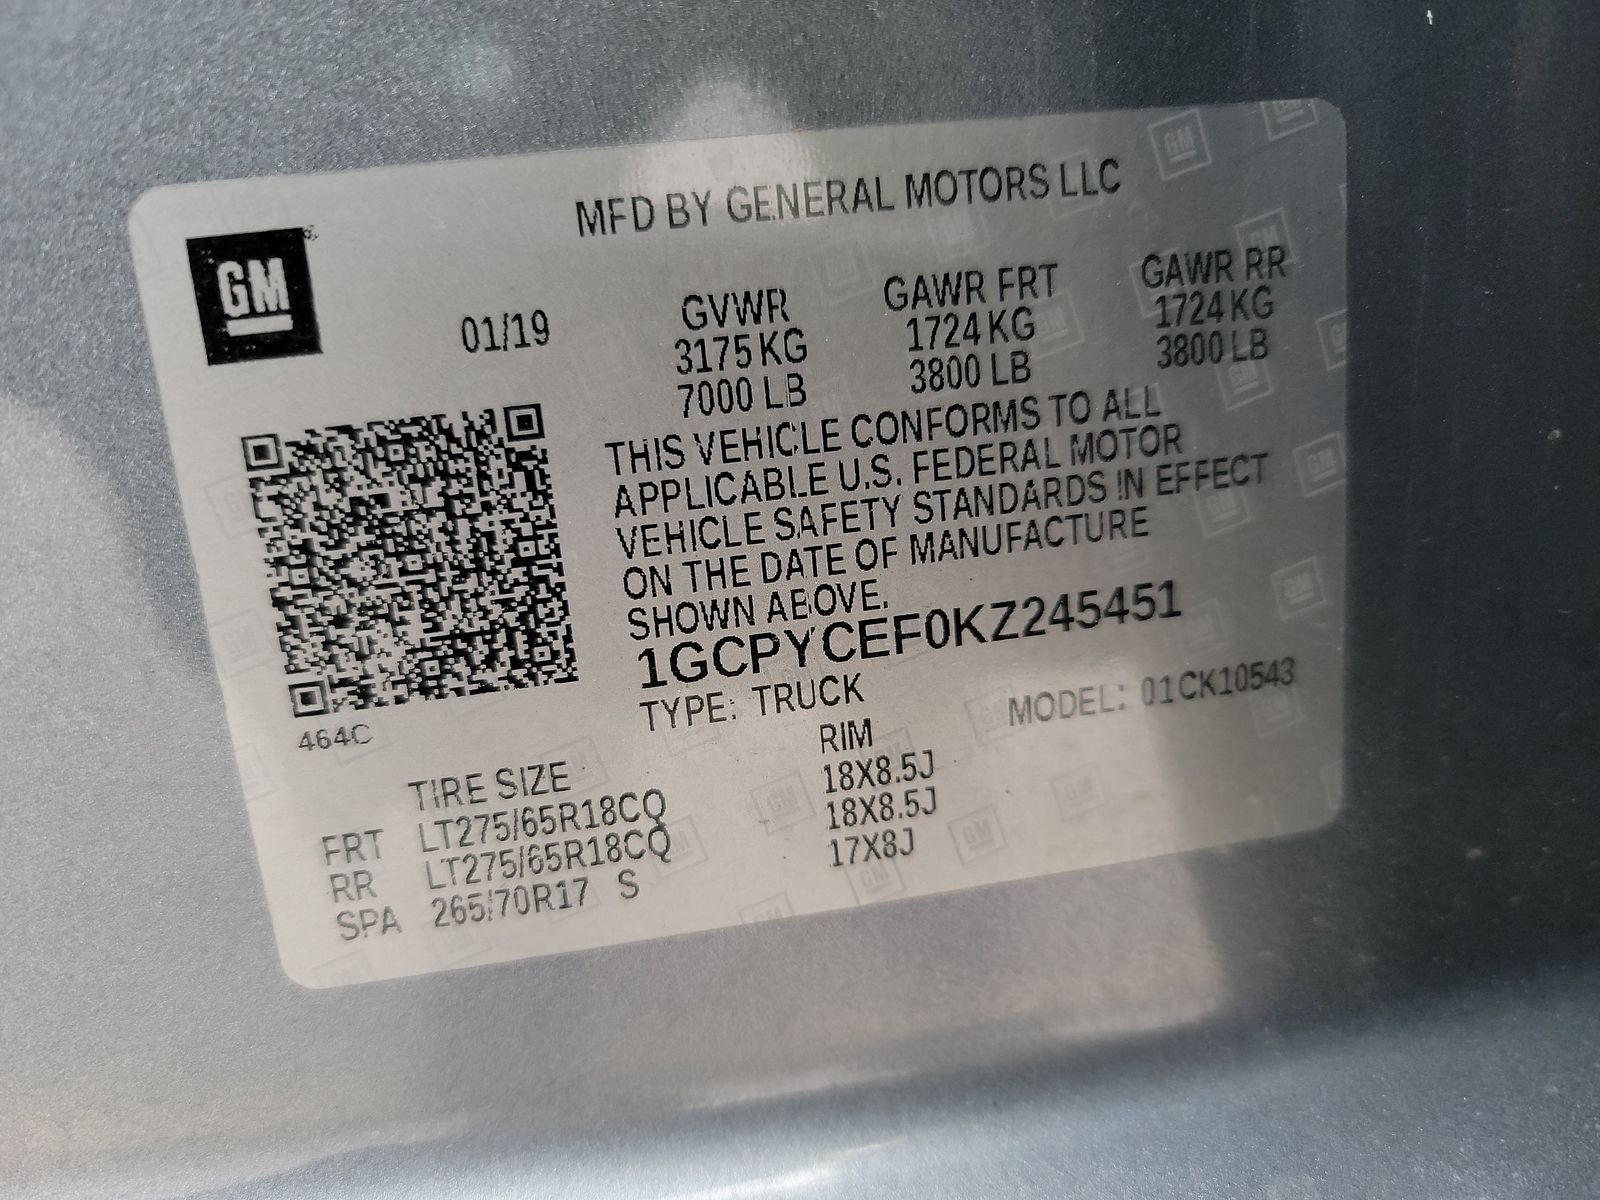 MFD BY GENERAL MOTORS LLC
GM
01/19
GVWR GAWR FRT GAWR RR
3175 KG 1724 KG 1724 KG
7000 LB 3800 LB 3800 LB
THIS VEHICLE CONFORMS TO ALL
APPLICABLE U.S. FEDERAL MOTOR
VEHICLE SAFETY STANDARDS IN EFFECT
ON THE DATE OF MANUFACTURE
SHOWN ABOVE.
1GCPYCEF0KZ245451
TYPE: TRUCK MODEL: 01CK10543
464C
TIRE SIZE RIM
FRT LT275/65R18CQ 18X8.5J
RR LT275/65R18CQ 18X8.5J
SPA 265/70R17 S 17X8J